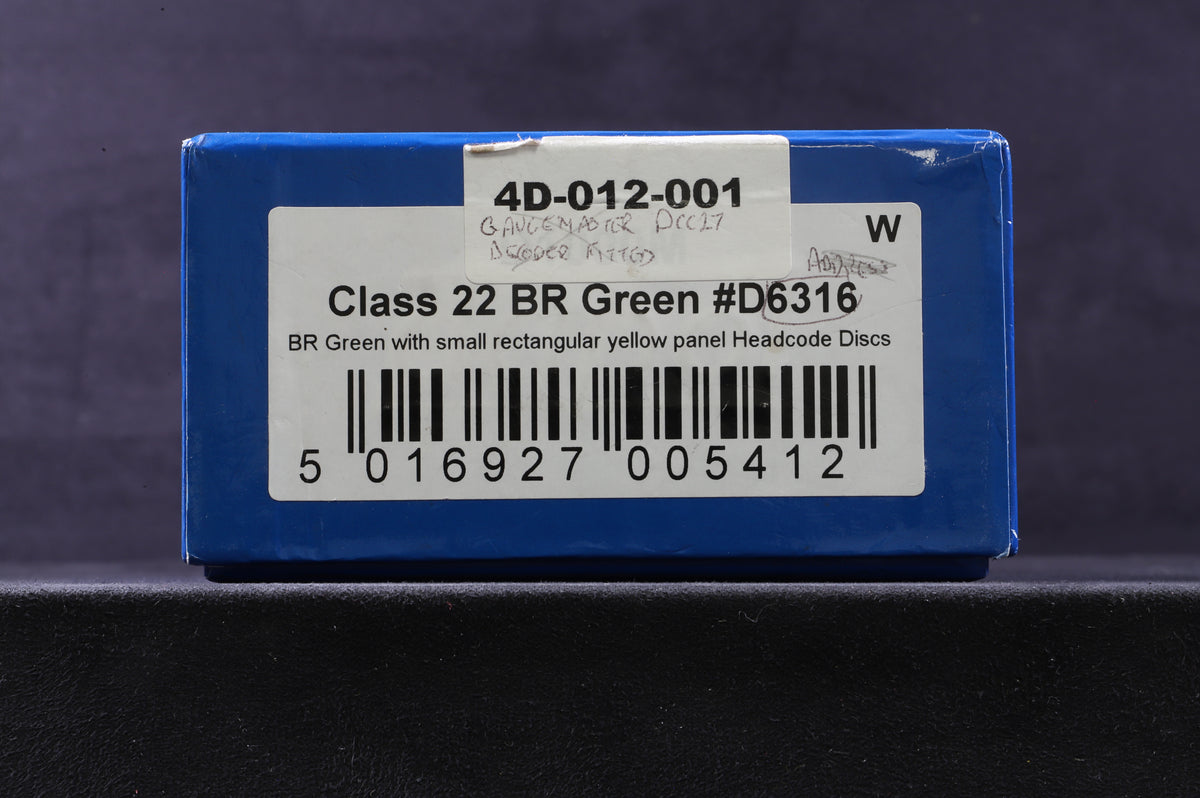 4D-012-001
GAUGEMASTER DCC27
DECODER FITTED
W
ADDRESS
Class 22 BR Green #D6316
BR Green with small rectangular yellow panel Headcode Discs
5 016927 005412